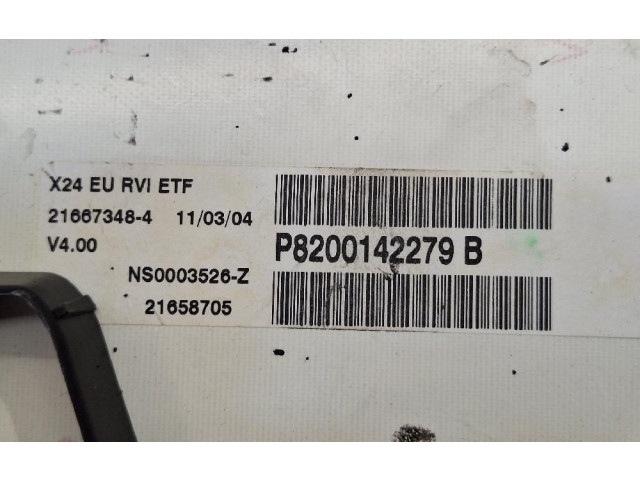 X24 EU RVI ETF
21667348-4 11/03/04
V4.00
P8200142279 B
NS0003526-Z
21658705